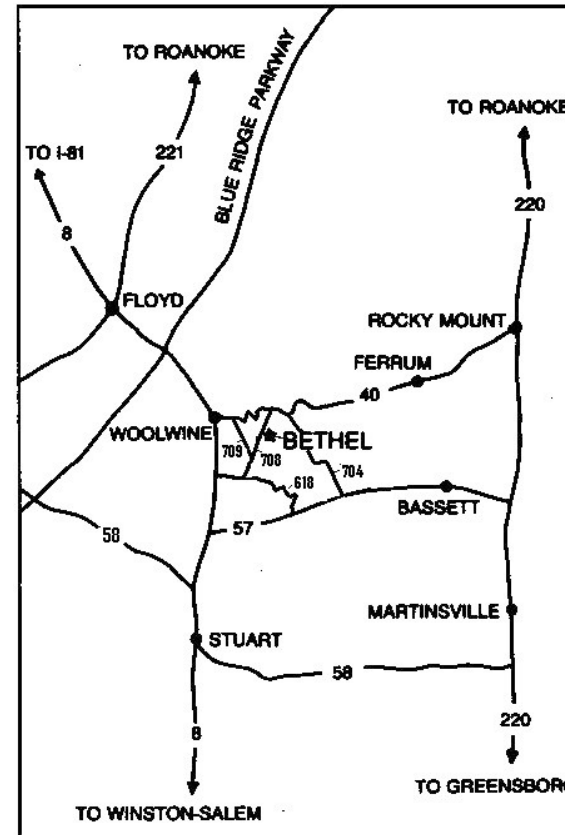 TO ROANOKE
BLUE RIDGE PARKWAY
TO ROANOKE
TO I-81
221
220
8
FLOYD
ROCKY MOUNT
FERRUM
40
WOOLWINE
BETHEL
709
708
704
618
BASSETT
58
57
MARTINSVILLE
STUART
58
220
8
TO GREENSBORO
TO WINSTON-SALEM